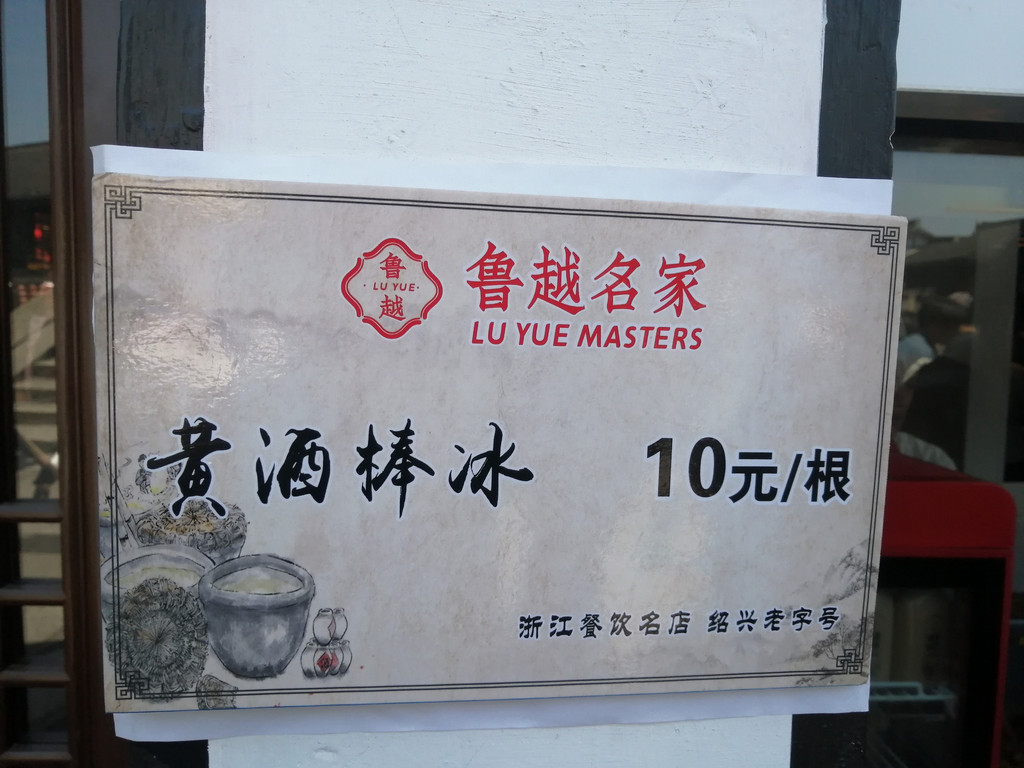 鲁
·LU YUE·
越
鲁越名家
LU YUE MASTERS
黄酒棒冰 10元/根
浙江餐饮名店 绍兴老字号